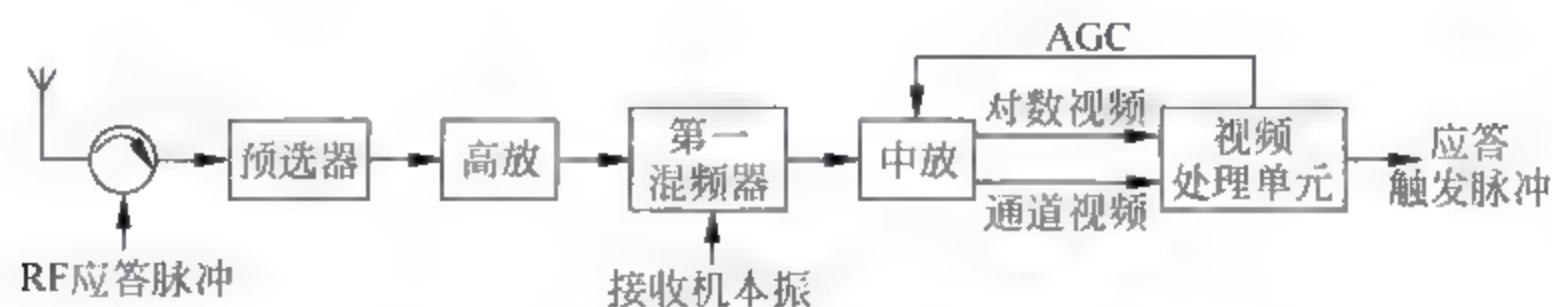 AGC
对数视频
预选器
高放
第一
混频器
中放
视频
处理单元
应答
触发脉冲
通道视频
RF应答脉冲
接收机本振